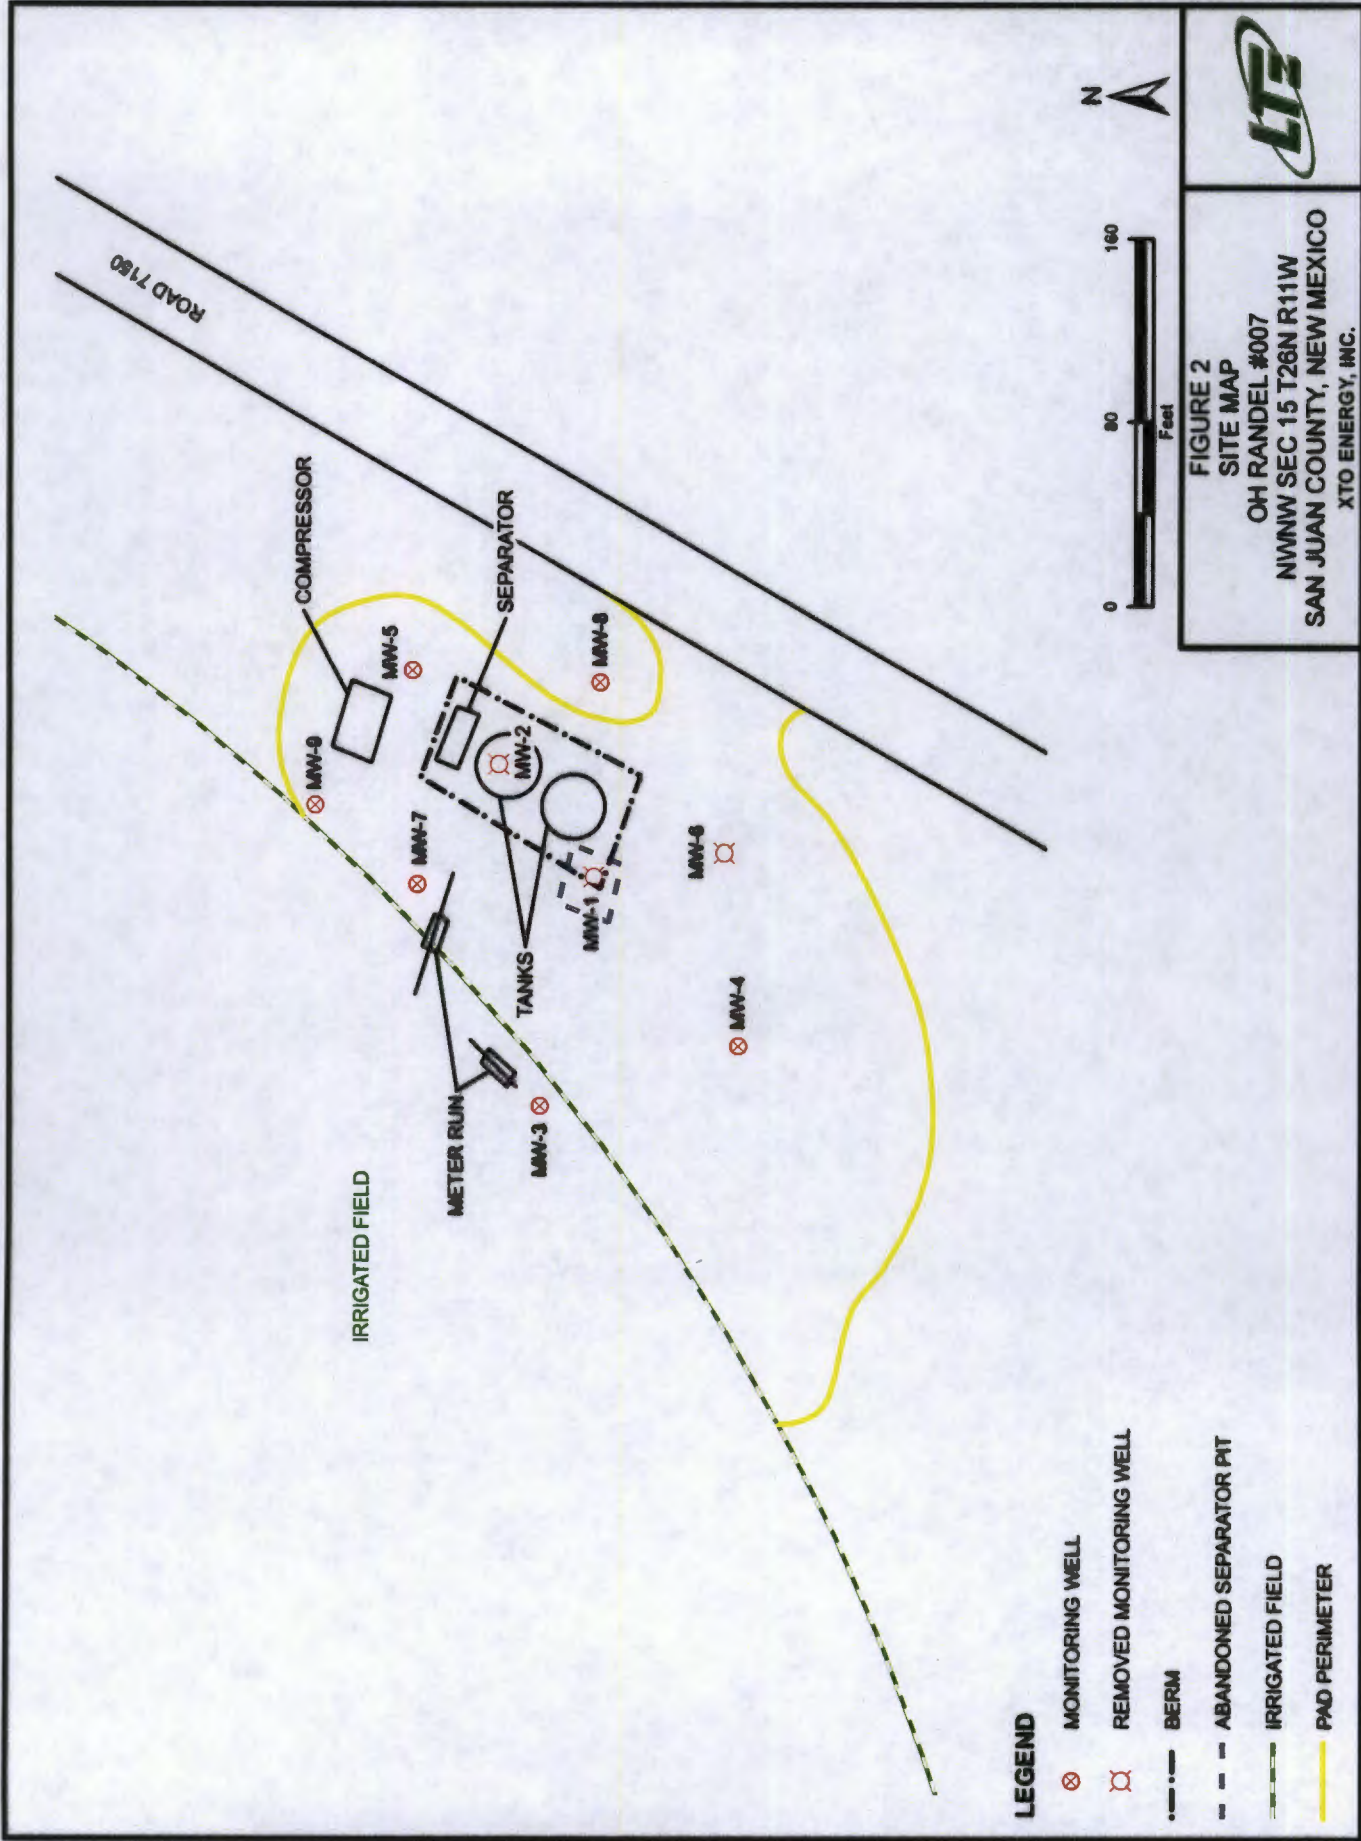 ROAD 7150
COMPRESSOR
MW-5
SEPARATOR
MW-9
MW-8
MW-2
MW-7
MW-6
MW-1
TANKS
MW-4
METER RUN
MW-3
IRRIGATED FIELD
LEGEND
MONITORING WELL
REMOVED MONITORING WELL
BERM
ABANDONED SEPARATOR PIT
IRRIGATED FIELD
PAD PERIMETER
N
0 80 160
Feet
FIGURE 2
SITE MAP
OH RANDEL #007
NWNW SEC 15 T26N R11W
SAN JUAN COUNTY, NEW MEXICO
XTO ENERGY, INC.
LTE